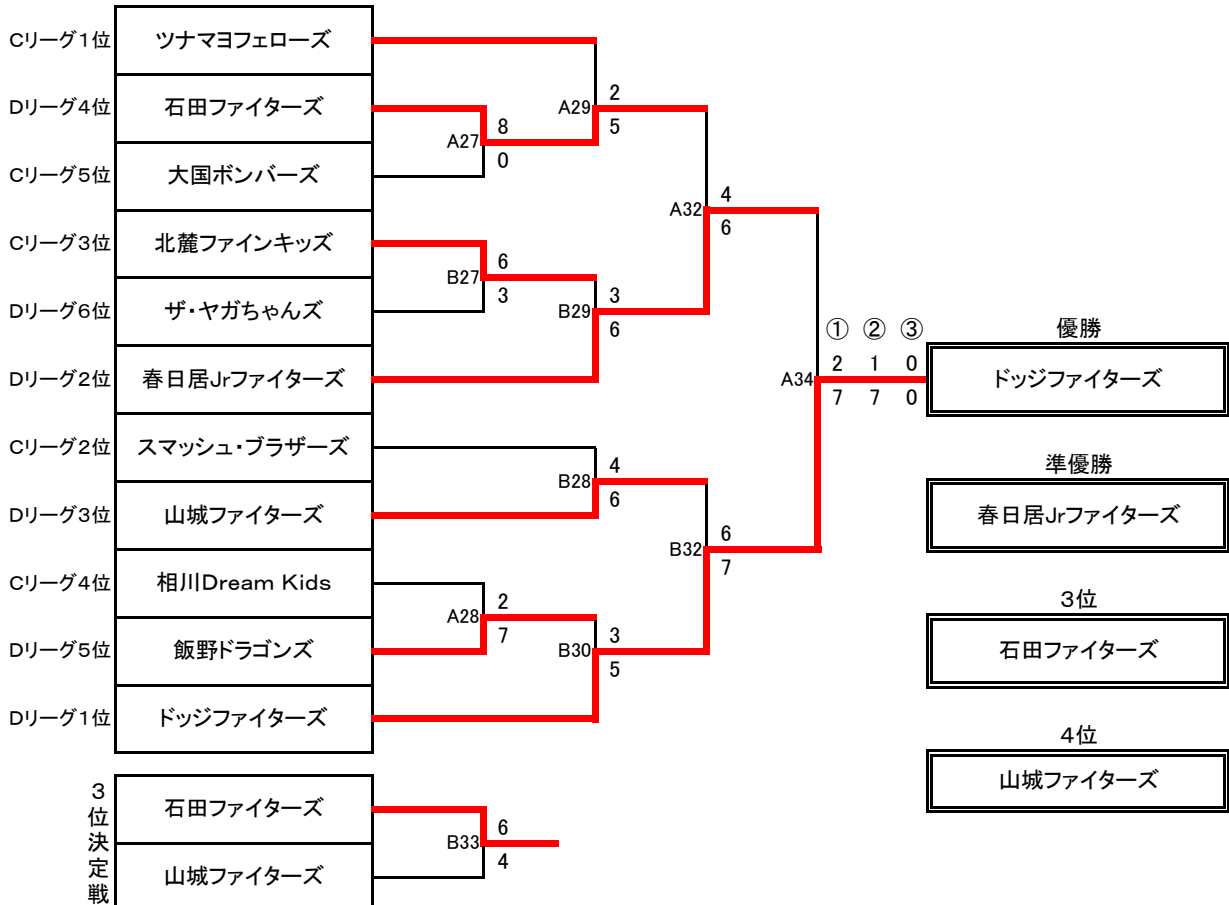 Cリーグ1位 ツナマヨフェローズ
Dリーグ4位 石田ファイターズ
Cリーグ5位 大国ボンバーズ
Cリーグ3位 北麓ファインキッズ
Dリーグ6位 ザ・ヤガちゃんズ
Dリーグ2位 春日居Jrファイターズ
Cリーグ2位 スマッシュ・ブラザーズ
Dリーグ3位 山城ファイターズ
Cリーグ4位 相川Dream Kids
Dリーグ5位 飯野ドラゴンズ
Dリーグ1位 ドッジファイターズ
A27 8 0
B27 6 3
A28 2 7
A29 2 5
B29 3 6
B28 4 6
B30 3 5
A32 4 6
B32 6 7
A34
① ② ③
2 1 0
7 7 0
優勝
ドッジファイターズ
準優勝
春日居Jrファイターズ
3位
石田ファイターズ
4位
山城ファイターズ
3位決定戦
石田ファイターズ
山城ファイターズ
B33 6 4